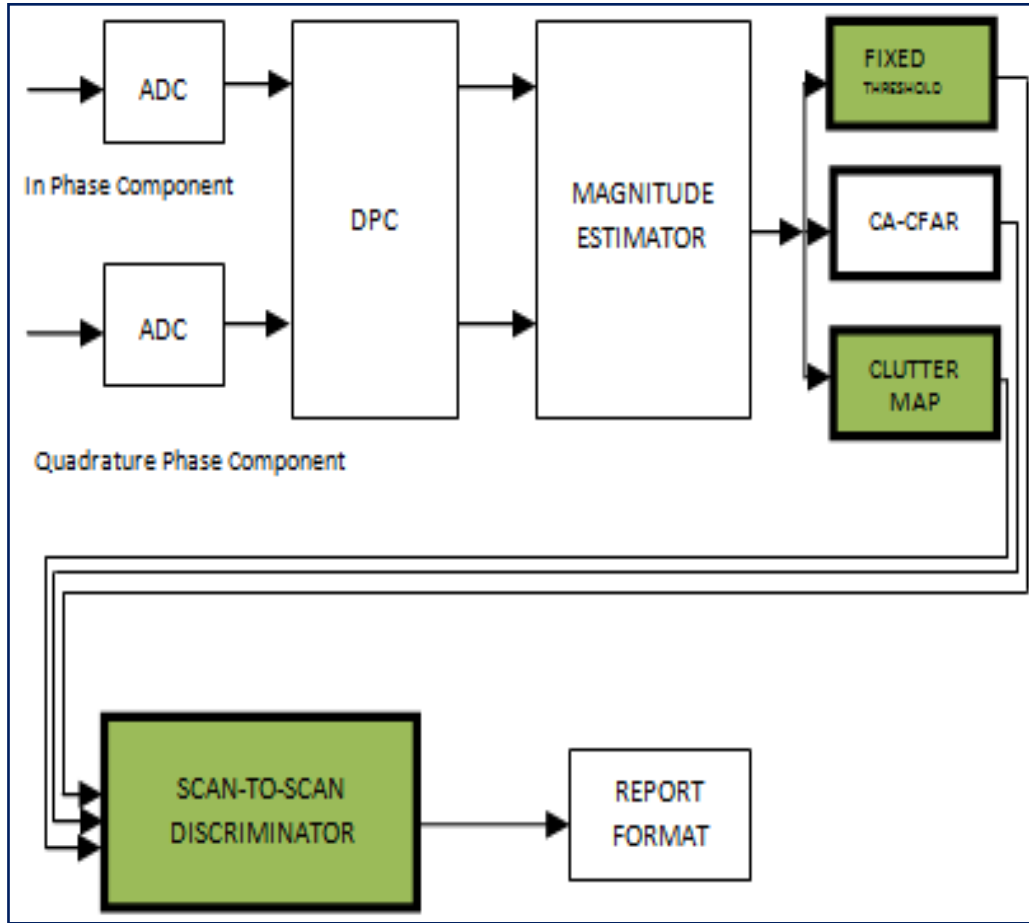 ADC
In Phase Component
ADC
Quadrature Phase Component
DPC
MAGNITUDE
ESTIMATOR
FIXED
THRESHOLD
CA-CFAR
CLUTTER
MAP
SCAN-TO-SCAN
DISCRIMINATOR
REPORT
FORMAT